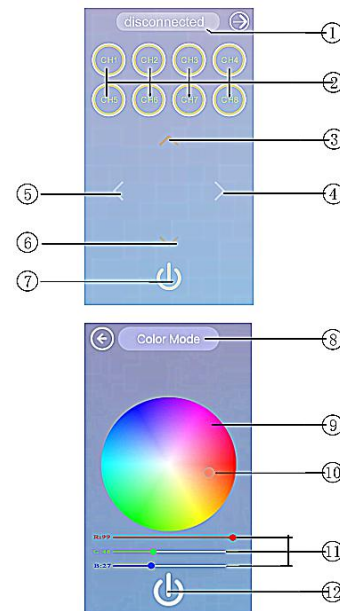 disconnected
①
CH1 CH2 CH3 CH4
②
CH5 CH6 CH7 CH8
③
⑤ ④
⑥
⑦
Color Mode ⑧
⑨
⑩
R:99
⑪
B:27
⑫